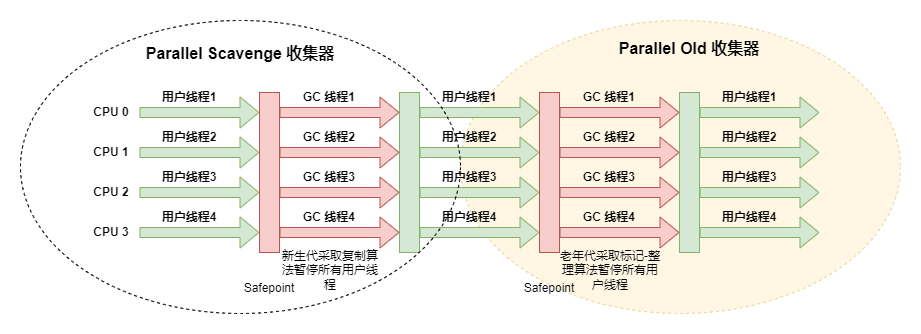 Parallel Scavenge 收集器
Parallel Old 收集器
用户线程1 GC 线程1 用户线程1 GC 线程1 用户线程1
CPU 0
用户线程2 GC 线程2 用户线程2 GC 线程2 用户线程2
CPU 1
用户线程3 GC 线程3 用户线程3 GC 线程3 用户线程3
CPU 2
用户线程4 GC 线程4 用户线程4 GC 线程4 用户线程4
CPU 3
新生代采取复制算
法暂停所有用户线
程
Safepoint
老年代采取标记-整
理算法暂停所有用
户线程
Safepoint